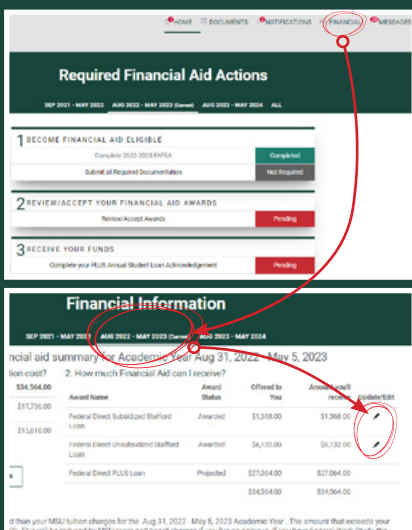 HOME DOCUMENTS NOTIFICATIONS FINANCIAL MESSAGES
Required Financial Aid Actions
SEP 2021 - MAY 2022 AUG 2022 - MAY 2023 (Current) AUG 2023 - MAY 2024 ALL
1 BECOME FINANCIAL AID ELIGIBLE
Complete 2022-2023 FAFSA Completed
Submit all Required Documentation Not Required
2 REVIEW/ACCEPT YOUR FINANCIAL AID AWARDS
Review/Accept Awards Pending
3 RECEIVE YOUR FUNDS
Complete your PLUS Annual Student Loan Acknowledgement Pending
Financial Information
SEP 2021 - MAY 2022 AUG 2022 - MAY 2023 (Current) AUG 2023 - MAY 2024
ncial aid summary for Academic Year Aug 31, 2022 - May 5, 2023
tion cost? 2. How much Financial Aid can I receive?
$34,564.00
Award Name Award Status Offered to You Amount you'll receive Update/Edit
$17,756.00
Federal Direct Subsidized Stafford Loan Awarded $1,368.00 $1,368.00
Federal Direct Unsubsidized Stafford Loan Awarded $6,132.00 $6,132.00
Federal Direct PLUS Loan Projected $27,064.00 $27,064.00
$34,564.00 $34,564.00
d than your MSU tuition charges for the Aug 31, 2022 - May 5, 2023 Academic Year. The amount that exceeds your